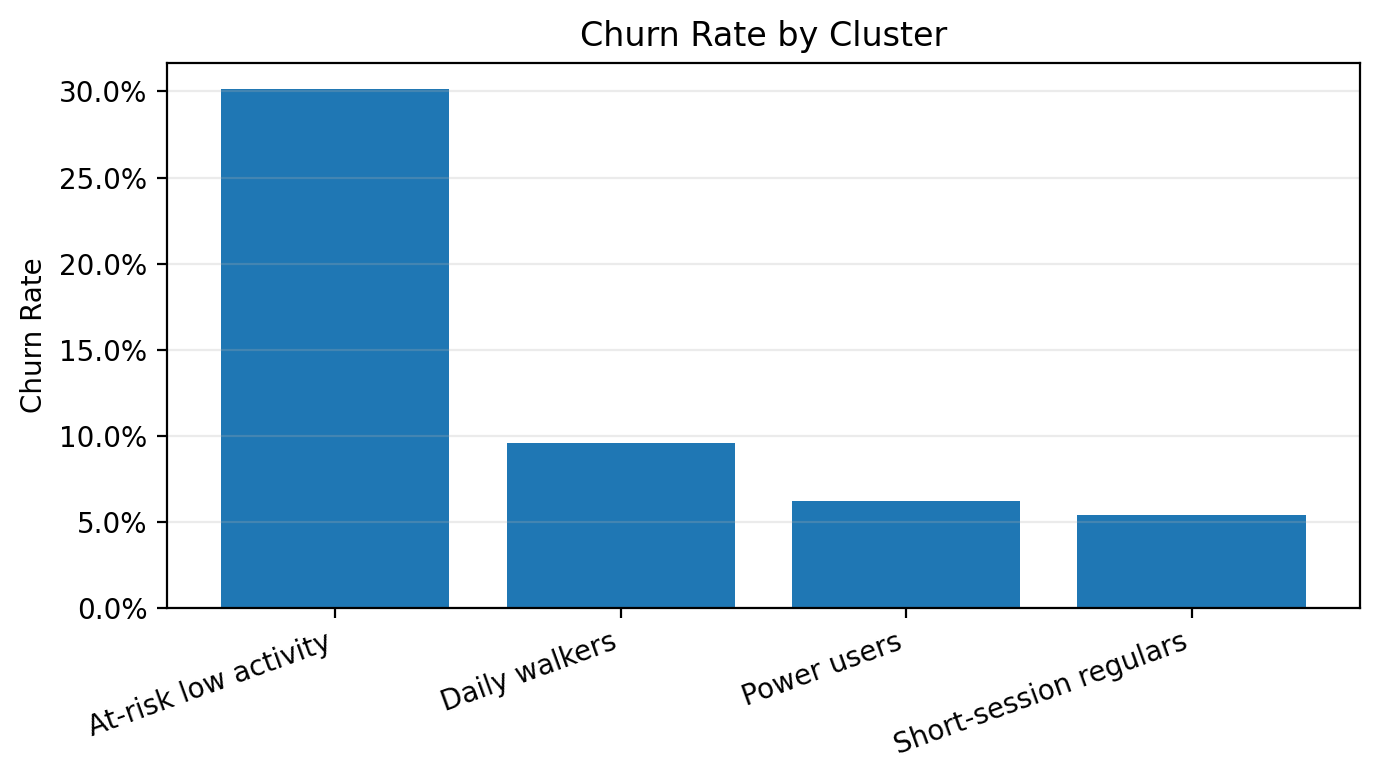 Churn Rate by Cluster
Churn Rate
30.0%
25.0%
20.0%
15.0%
10.0%
5.0%
0.0%
At-risk low activity
Daily walkers
Power users
Short-session regulars